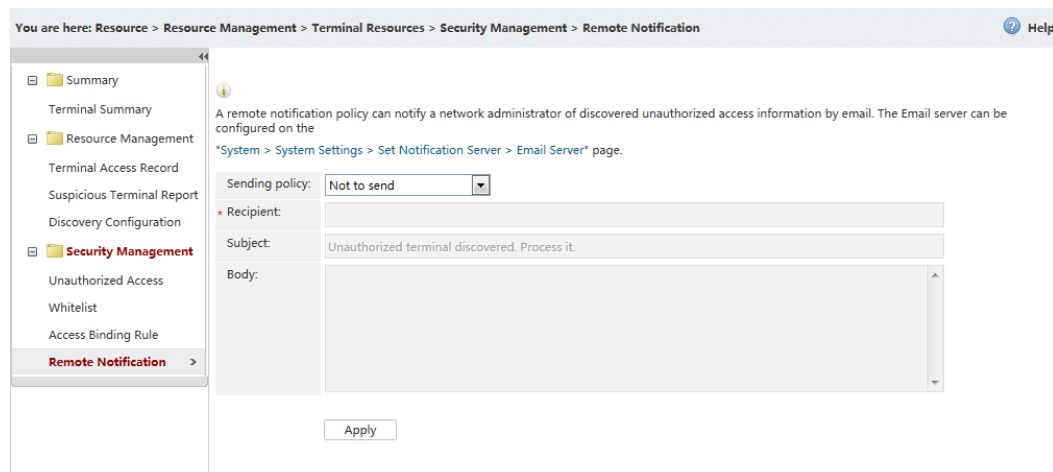 You are here: Resource > Resource Management > Terminal Resources > Security Management > Remote Notification
Help
Summary
Terminal Summary
Resource Management
Terminal Access Record
Suspicious Terminal Report
Discovery Configuration
Security Management
Unauthorized Access
Whitelist
Access Binding Rule
Remote Notification >
A remote notification policy can notify a network administrator of discovered unauthorized access information by email. The Email server can be
configured on the
"System > System Settings > Set Notification Server > Email Server" page.
Sending policy: Not to send
* Recipient:
Subject: Unauthorized terminal discovered. Process it.
Body:
Apply